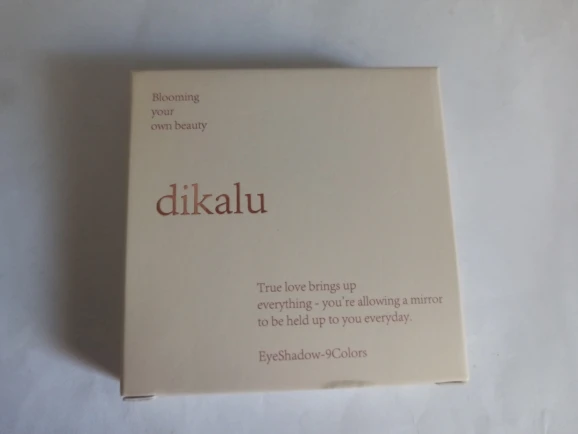 Blooming
your
own beauty
dikalu
True love brings up
everything - you're allowing a mirror
to be held up to you everyday.
EyeShadow-9Colors